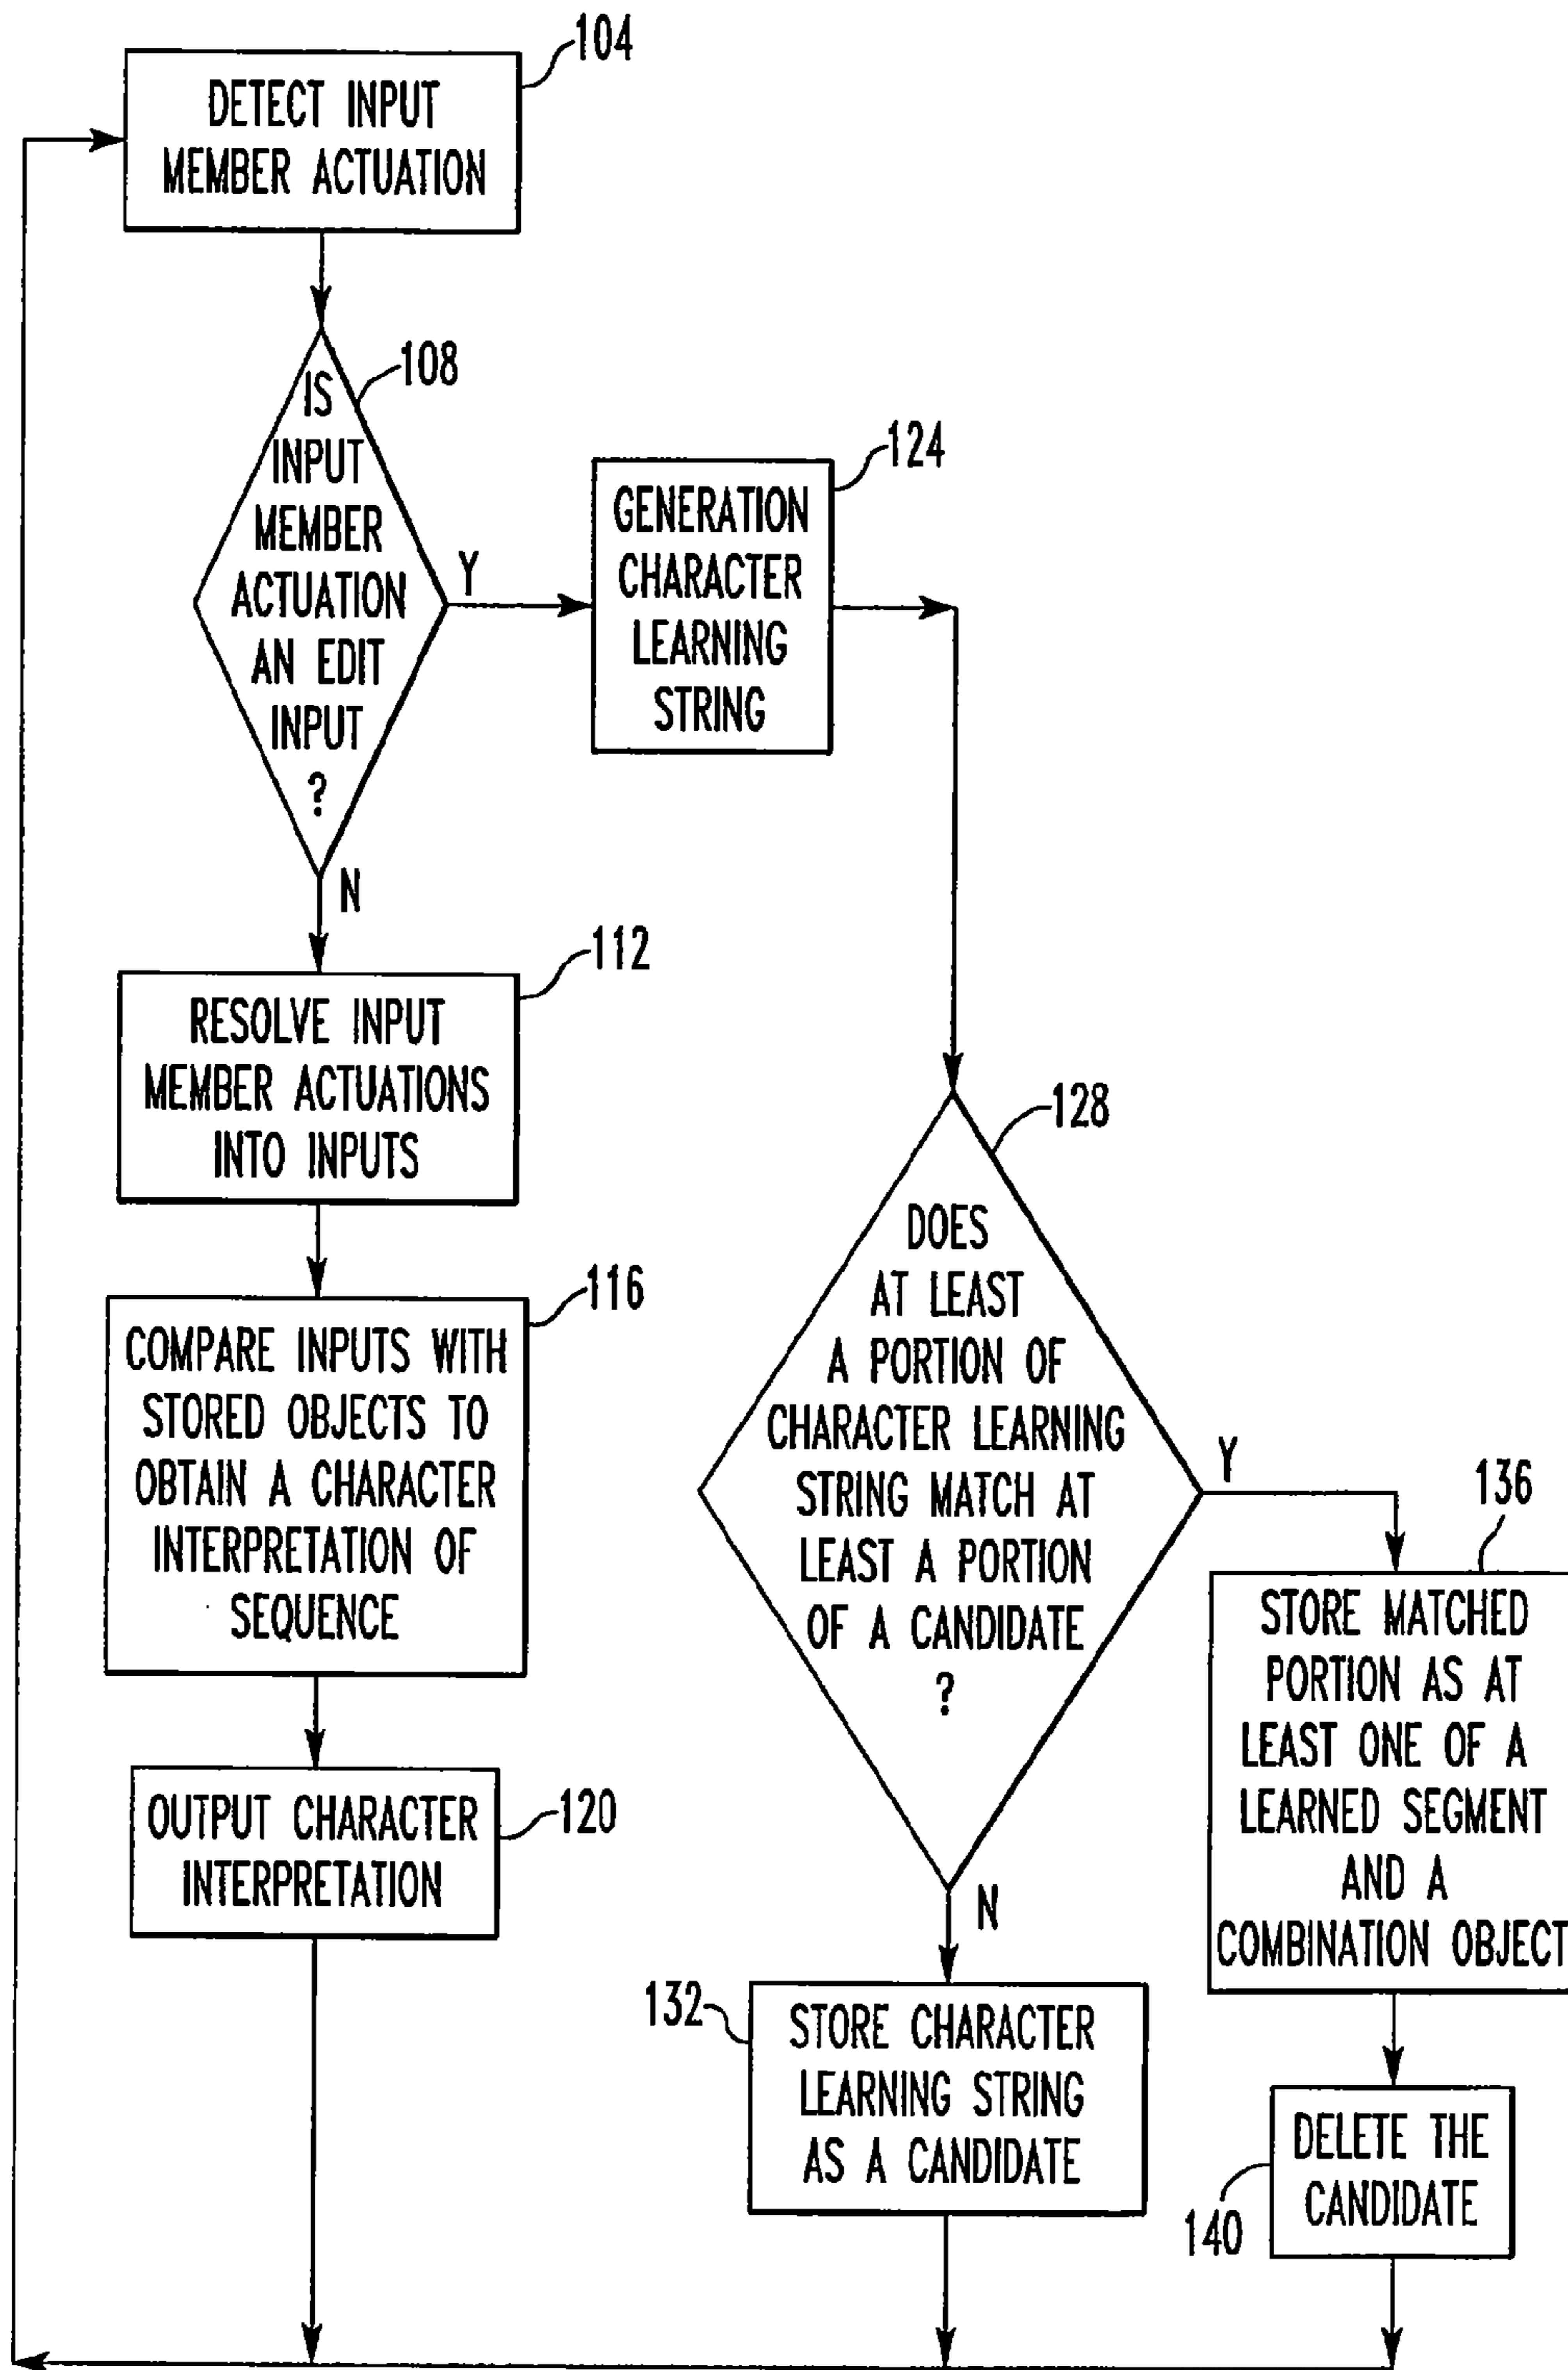 104
DETECT INPUT
MEMBER ACTUATION
108
IS
INPUT
MEMBER
ACTUATION
AN EDIT
INPUT
?
Y
N
124
GENERATION
CHARACTER
LEARNING
STRING
112
RESOLVE INPUT
MEMBER ACTUATIONS
INTO INPUTS
116
COMPARE INPUTS WITH
STORED OBJECTS TO
OBTAIN A CHARACTER
INTERPRETATION OF
SEQUENCE
120
OUTPUT CHARACTER
INTERPRETATION
128
DOES
AT LEAST
A PORTION OF
CHARACTER LEARNING
STRING MATCH AT
LEAST A PORTION
OF A CANDIDATE
?
Y
N
132
STORE CHARACTER
LEARNING STRING
AS A CANDIDATE
136
STORE MATCHED
PORTION AS AT
LEAST ONE OF A
LEARNED SEGMENT
AND A
COMBINATION OBJECT
140
DELETE THE
CANDIDATE